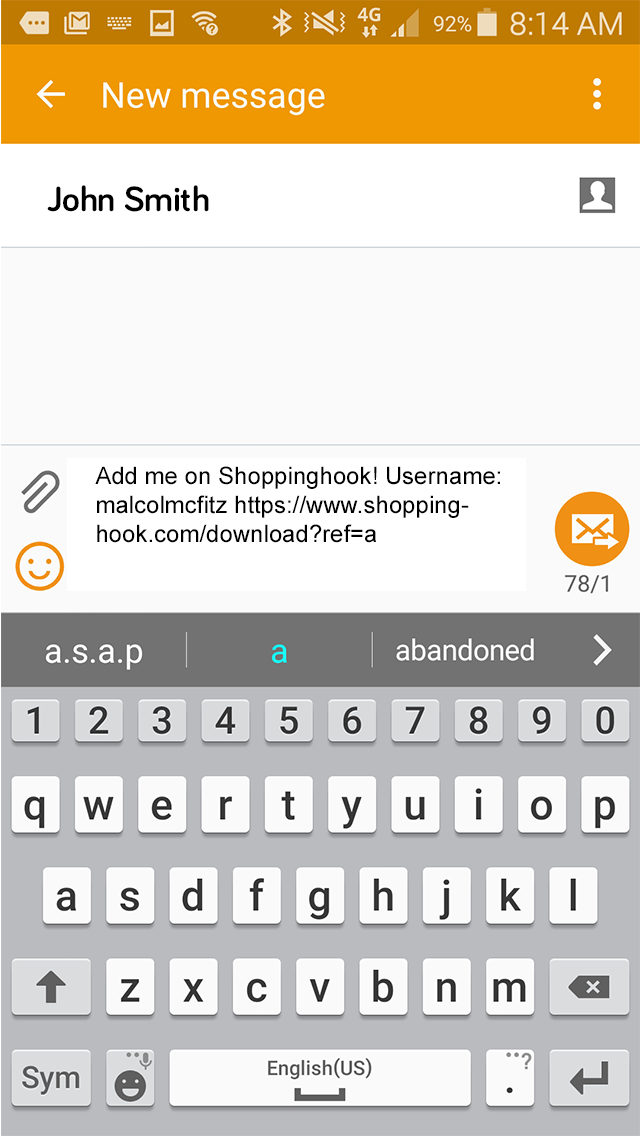 4G 92% 8:14 AM
New message
John Smith
Add me on Shoppinghook! Username:
malcolmcfitz https://www.shopping-
hook.com/download?ref=a
78/1
a.s.a.p a abandoned
1 2 3 4 5 6 7 8 9 0
q w e r t y u i o p
a s d f g h j k l
z x c v b n m
Sym English(US) . ?